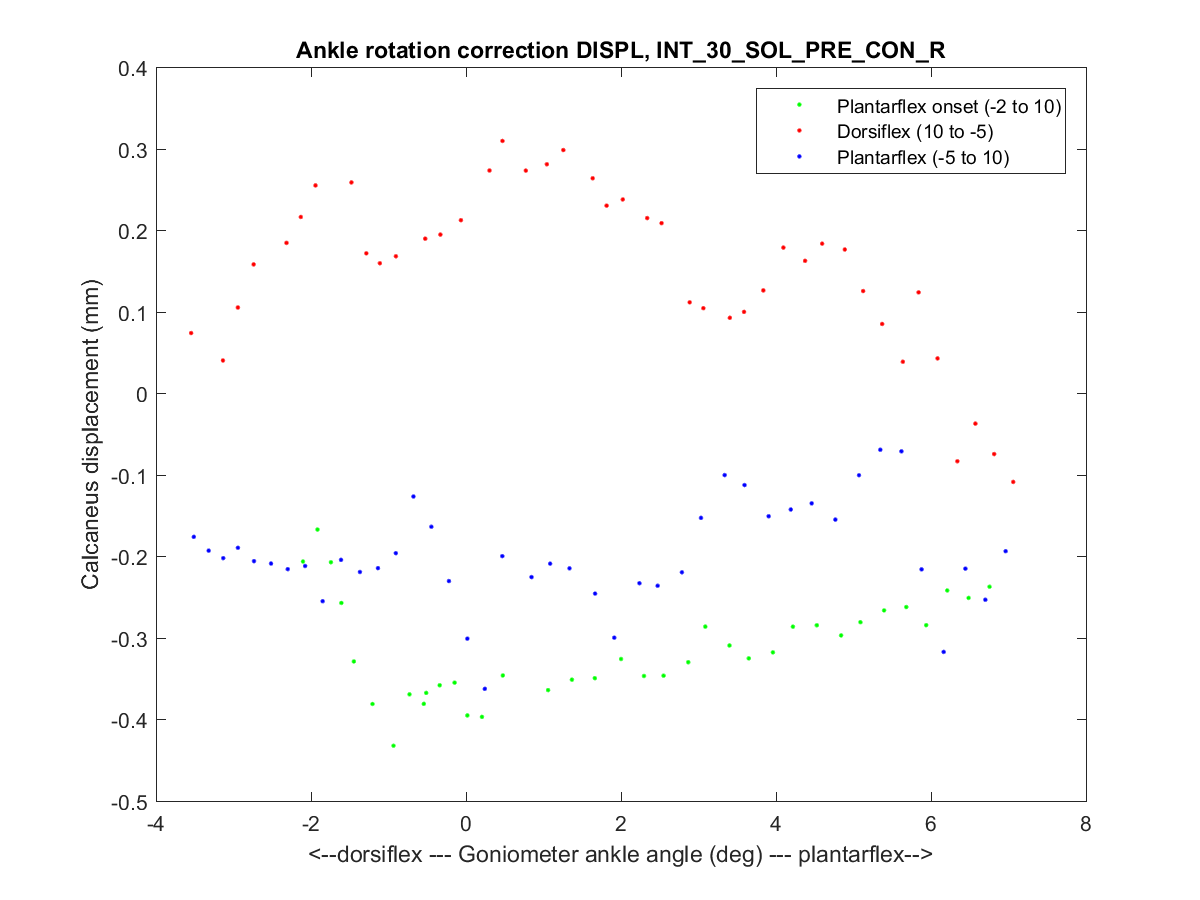 Ankle rotation correction DISPL, INT_30_SOL_PRE_CON_R
0.4
0.3
0.2
0.1
0
-0.1
-0.2
-0.3
-0.4
-0.5
Calcaneus displacement (mm)
Plantarflex onset (-2 to 10)
Dorsiflex (10 to -5)
Plantarflex (-5 to 10)
-4
-2
0
2
4
6
8
<--dorsiflex --- Goniometer ankle angle (deg) --- plantarflex-->